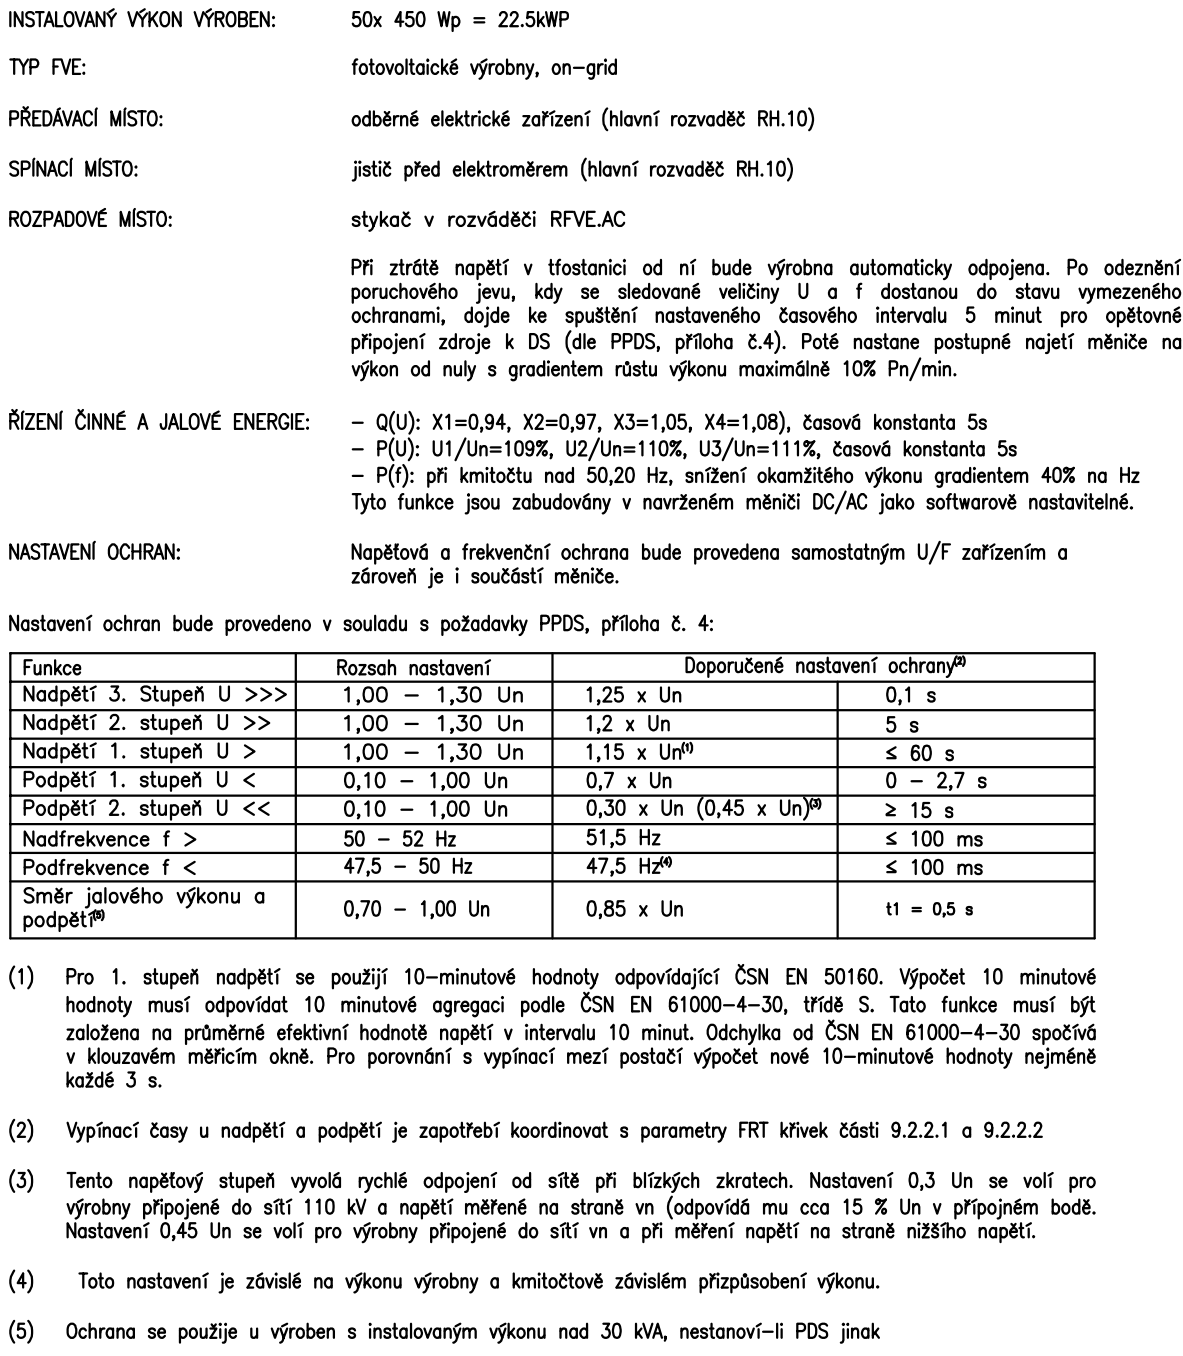 INSTALOVANÝ VÝKON VÝROBEN: 50x 450 Wp = 22.5kWP
TYP FVE: fotovoltaické výrobny, on-grid
PŘEDÁVACÍ MÍSTO: odběrné elektrické zařízení (hlavní rozvaděč RH.10)
SPÍNACÍ MÍSTO: jistič před elektroměrem (hlavní rozvaděč RH.10)
ROZPADOVÉ MÍSTO: stykač v rozváděči RFVE.AC
Při ztrátě napětí v tfostanici od ní bude výrobna automaticky odpojena. Po odeznění
poruchového jevu, kdy se sledované veličiny U a f dostanou do stavu vymezeného
ochranami, dojde ke spuštění nastaveného časového intervalu 5 minut pro opětovné
připojení zdroje k DS (dle PPDS, příloha č.4). Poté nastane postupné najetí měniče na
výkon od nuly s gradientem růstu výkonu maximálně 10% Pn/min.
ŘÍZENÍ ČINNÉ A JALOVÉ ENERGIE: – Q(U): X1=0,94, X2=0,97, X3=1,05, X4=1,08), časová konstanta 5s
– P(U): U1/Un=109%, U2/Un=110%, U3/Un=111%, časová konstanta 5s
– P(f): při kmitočtu nad 50,20 Hz, snížení okamžitého výkonu gradientem 40% na Hz
Tyto funkce jsou zabudovány v navrženém měniči DC/AC jako softwarově nastavitelné.
NASTAVENÍ OCHRAN: Napěťová a frekvenční ochrana bude provedena samostatným U/F zařízením a
zároveň je i součástí měniče.
Nastavení ochran bude provedeno v souladu s požadavky PPDS, příloha č. 4:
Funkce Rozsah nastavení Doporučené nastavení ochrany(2)
Nadpětí 3. Stupeň U >>> 1,00 – 1,30 Un 1,25 x Un 0,1 s
Nadpětí 2. stupeň U >> 1,00 – 1,30 Un 1,2 x Un 5 s
Nadpětí 1. stupeň U > 1,00 – 1,30 Un 1,15 x Un(1) ≤ 60 s
Podpětí 1. stupeň U < 0,10 – 1,00 Un 0,7 x Un 0 – 2,7 s
Podpětí 2. stupeň U << 0,10 – 1,00 Un 0,30 x Un (0,45 x Un)(3) ≥ 15 s
Nadfrekvence f > 50 – 52 Hz 51,5 Hz ≤ 100 ms
Podfrekvence f < 47,5 – 50 Hz 47,5 Hz(4) ≤ 100 ms
Směr jalového výkonu a
podpětí(5) 0,70 – 1,00 Un 0,85 x Un t1 = 0,5 s
(1) Pro 1. stupeň nadpětí se použijí 10-minutové hodnoty odpovídající ČSN EN 50160. Výpočet 10 minutové
hodnoty musí odpovídat 10 minutové agregaci podle ČSN EN 61000-4-30, třídě S. Tato funkce musí být
založena na průměrné efektivní hodnotě napětí v intervalu 10 minut. Odchylka od ČSN EN 61000-4-30 spočívá
v klouzavém měřicim okně. Pro porovnání s vypínací mezí postačí výpočet nové 10-minutové hodnoty nejméně
každé 3 s.
(2) Vypínací časy u nadpětí a podpětí je zapotřebí koordinovat s parametry FRT křivek části 9.2.2.1 a 9.2.2.2
(3) Tento napěťový stupeň vyvolá rychlé odpojení od sítě při blízkých zkratech. Nastavení 0,3 Un se volí pro
výrobny připojené do sítí 110 kV a napětí měřené na straně vn (odpovídá mu cca 15 % Un v přípojném bodě.
Nastavení 0,45 Un se volí pro výrobny připojené do sítí vn a při měření napětí na straně nižšího napětí.
(4) Toto nastavení je závislé na výkonu výrobny a kmitočtově závislém přizpůsobení výkonu.
(5) Ochrana se použije u výroben s instalovaným výkonu nad 30 kVA, nestanoví-li PDS jinak